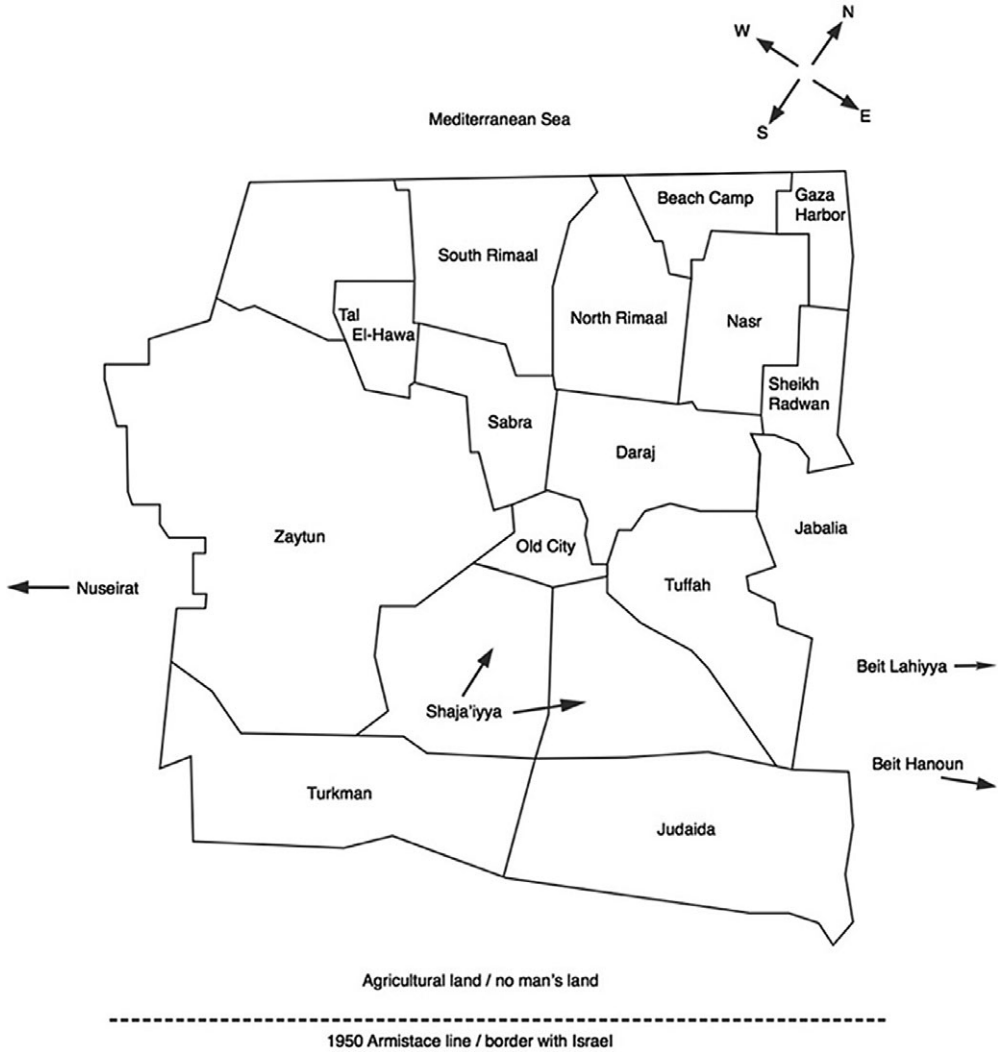 N
W
E
S
Mediterranean Sea
Beach Camp
Gaza
Harbor
South Rimaal
Tal
El-Hawa
North Rimaal
Nasr
Sheikh
Radwan
Sabra
Daraj
Zaytun
Old City
Jabalia
Nuseirat
Tuffah
Beit Lahiyya
Shaja'iyya
Beit Hanoun
Turkman
Judaida
Agricultural land / no man's land
1950 Armistace line / border with Israel